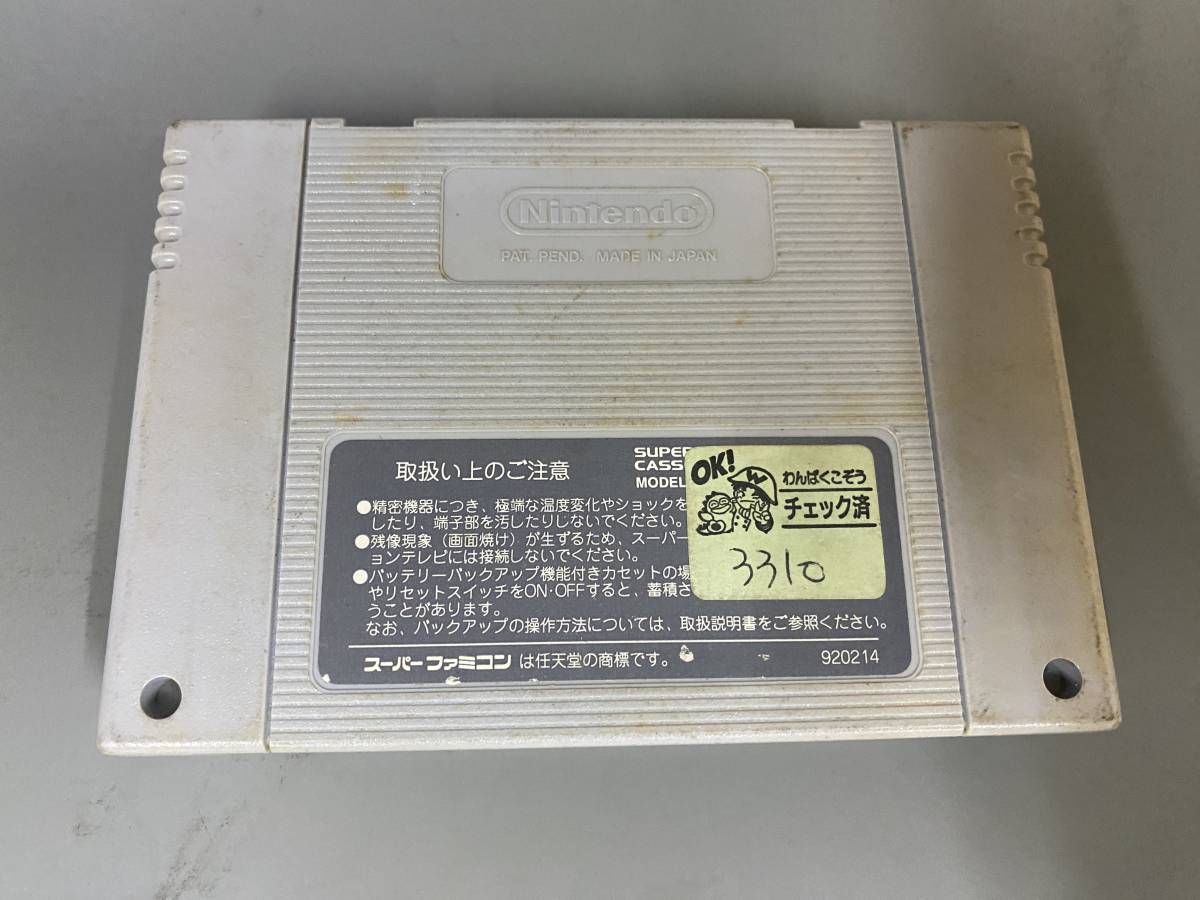 Nintendo
PAT. PEND. MADE IN JAPAN
取扱い上のご注意
SUPER
CASS
MODEL
●精密機器につき、極端な温度変化やショックを
したり、端子部を汚したりしないでください。
●残像現象（画面焼け）が生ずるため、スーパー
ョンテレビには接続しないでください。
●バッテリーバックアップ機能付きカセットの場
やリセットスイッチをON・OFFすると、蓄積さ
うことがあります。
なお、バックアップの操作方法については、取扱説明書をご参照ください。
スーパーファミコンは任天堂の商標です。
920214
OK!
W
わんぱくこぞう
チェック済
3310